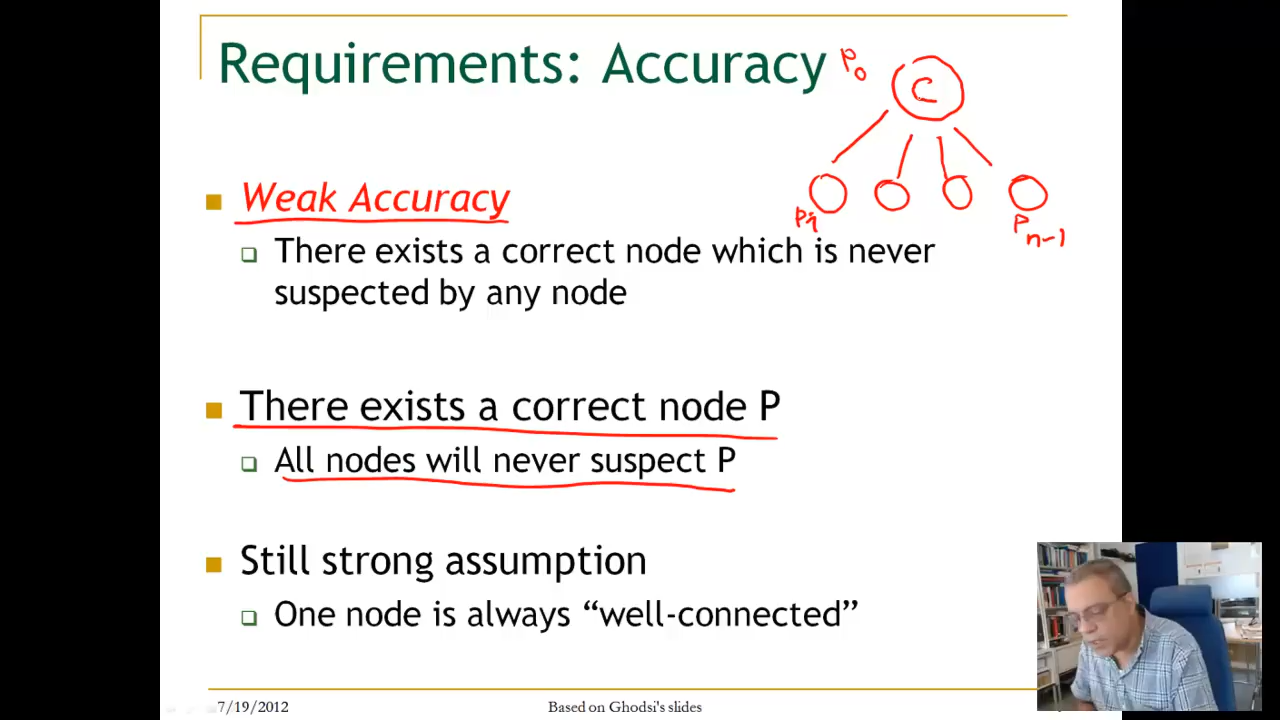 Requirements: Accuracy
P0
C
Pi
Pn-1
Weak Accuracy
There exists a correct node which is never
suspected by any node
There exists a correct node P
All nodes will never suspect P
Still strong assumption
One node is always “well-connected”
7/19/2012
Based on Ghodsi's slides